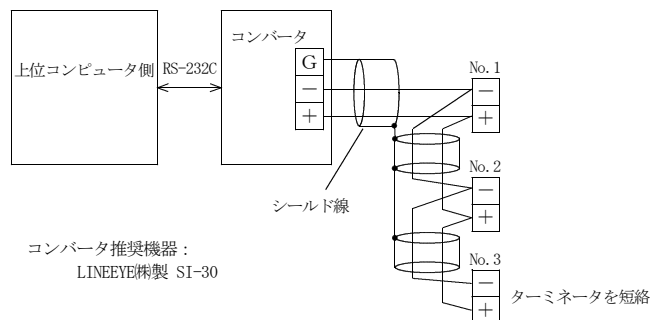 上位コンピュータ側
RS-232C
コンバータ
G
−
+
No.1
−
+
No.2
−
+
No.3
−
+
シールド線
ターミネータを短絡
コンバータ推奨機器：
LINEEYE㈱製 SI-30